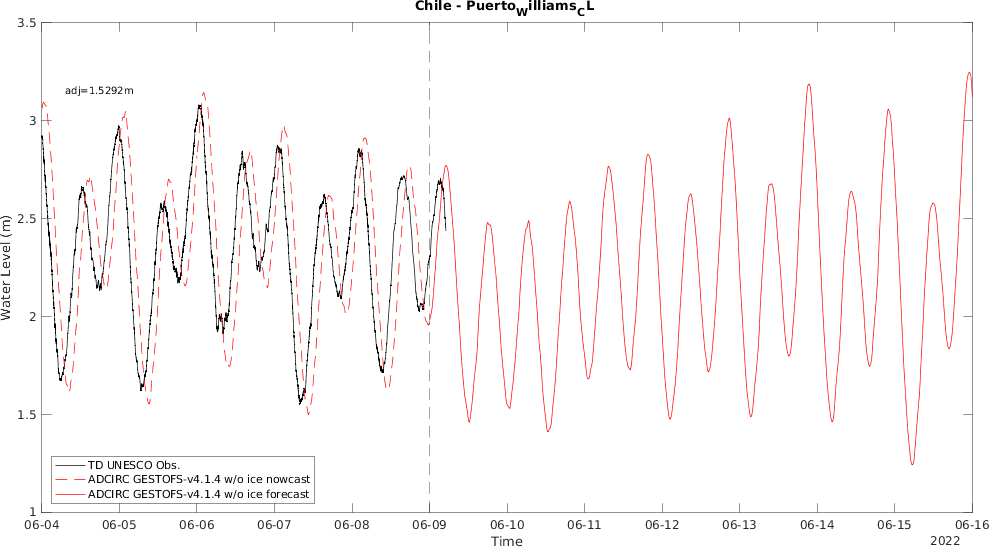 Chile - PuertoWilliamsCL
adj=1.5292m
3.5
3
2.5
2
1.5
1
Water Level (m)
TD UNESCO Obs.
ADCIRC GESTOFS-v4.1.4 w/o ice nowcast
ADCIRC GESTOFS-v4.1.4 w/o ice forecast
06-04 06-05 06-06 06-07 06-08 06-09 06-10 06-11 06-12 06-13 06-14 06-15 06-16
Time
2022